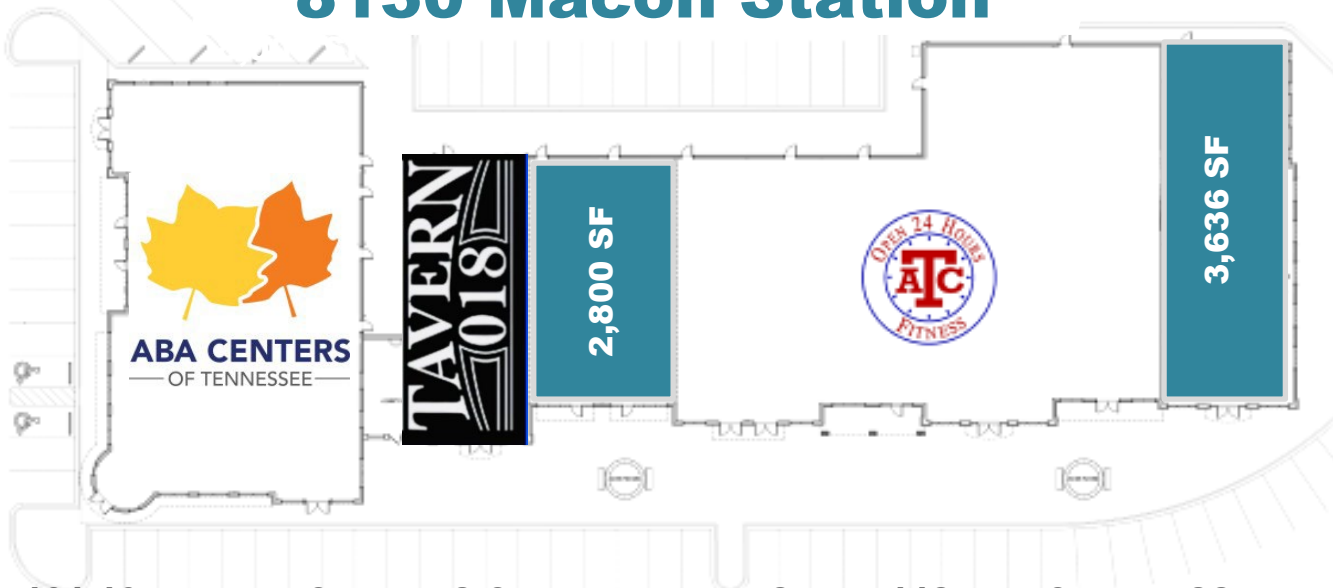 8130 Macon Station
ABA CENTERS
OF TENNESSEE
TAVERN
018
2,800 SF
OPEN 24 HOURS
ATC
FITNESS
3,636 SF